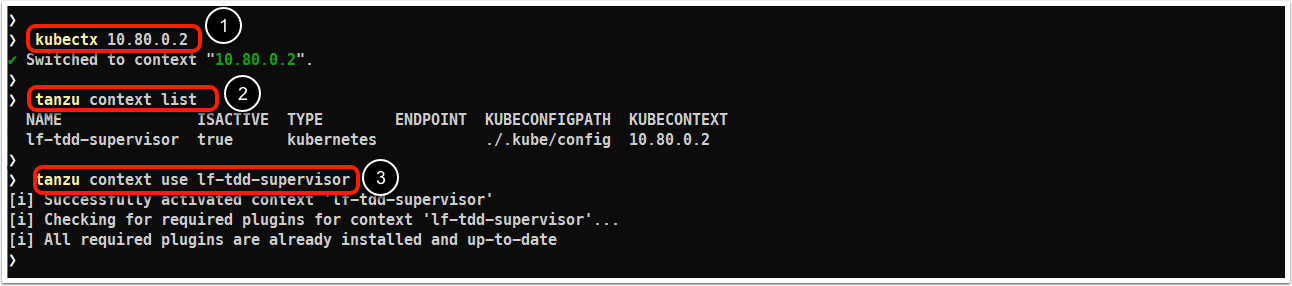 ❯
❯ kubectx 10.80.0.2 1
✔ Switched to context "10.80.0.2".
❯
❯ tanzu context list 2
NAME ISACTIVE TYPE ENDPOINT KUBECONFIGPATH KUBECONTEXT
lf-tdd-supervisor true kubernetes ./.kube/config 10.80.0.2
❯
❯ tanzu context use lf-tdd-supervisor 3
[i] Successfully activated context 'lf-tdd-supervisor'
[i] Checking for required plugins for context 'lf-tdd-supervisor'...
[i] All required plugins are already installed and up-to-date
❯